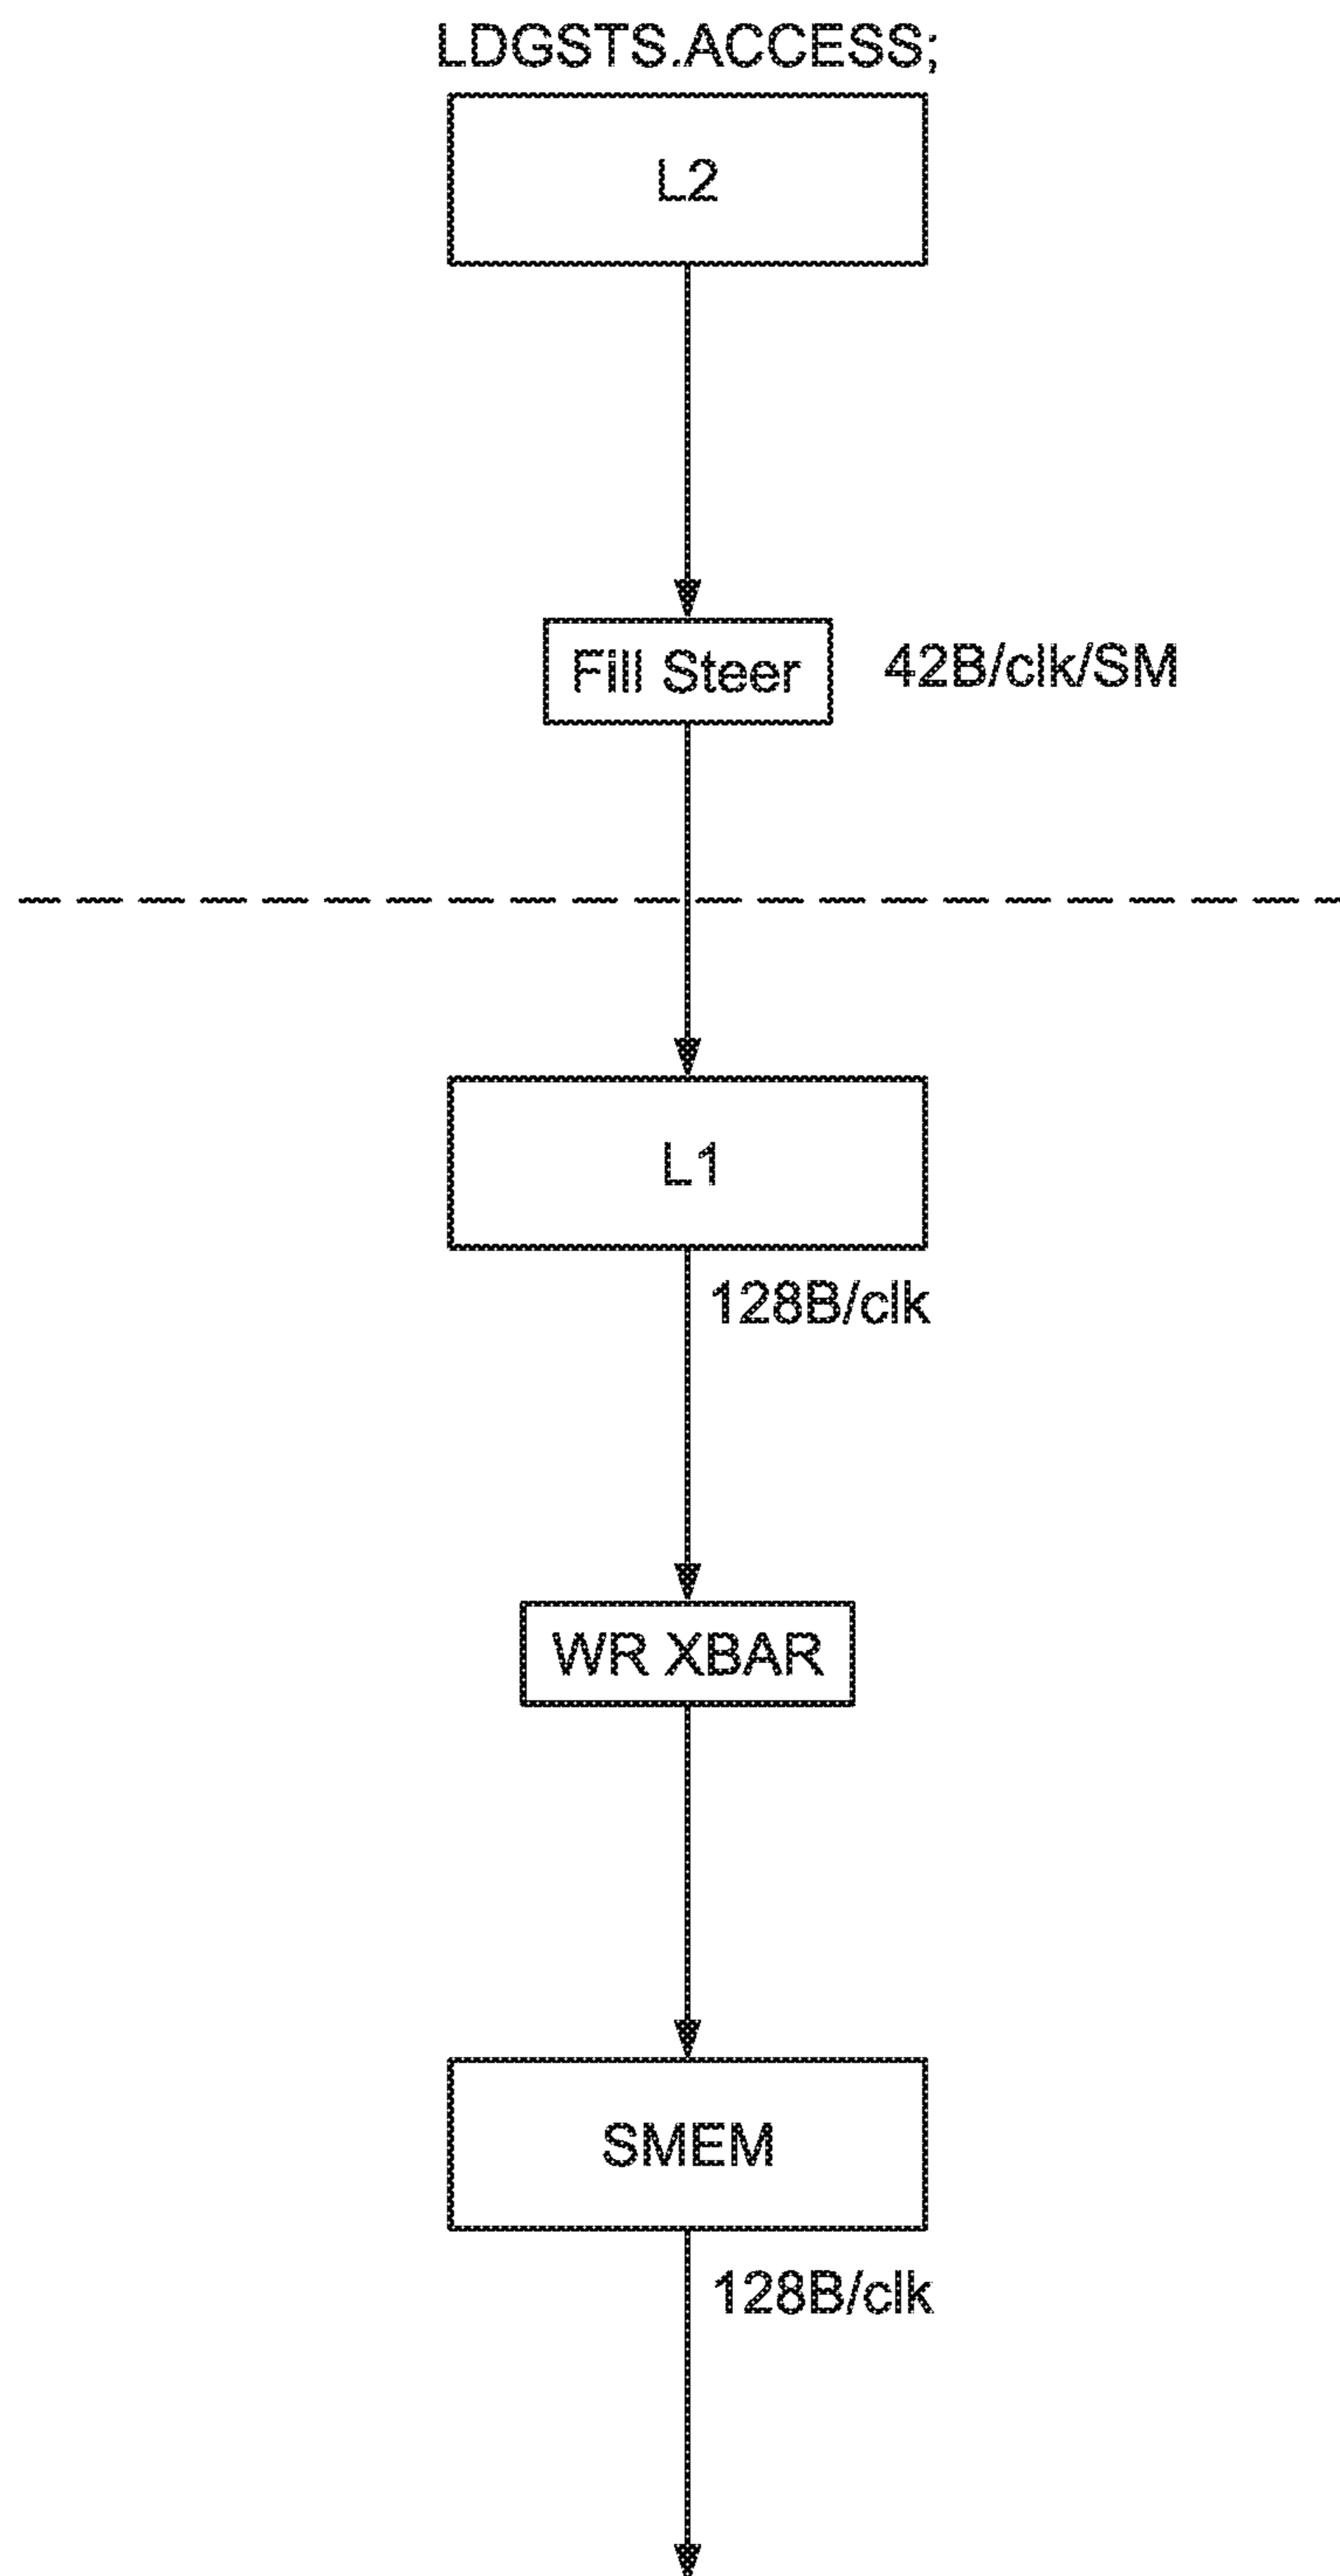 LDGSTS.ACCESS;
L2
Fill Steer
42B/clk/SM
L1
128B/clk
WR XBAR
SMEM
128B/clk